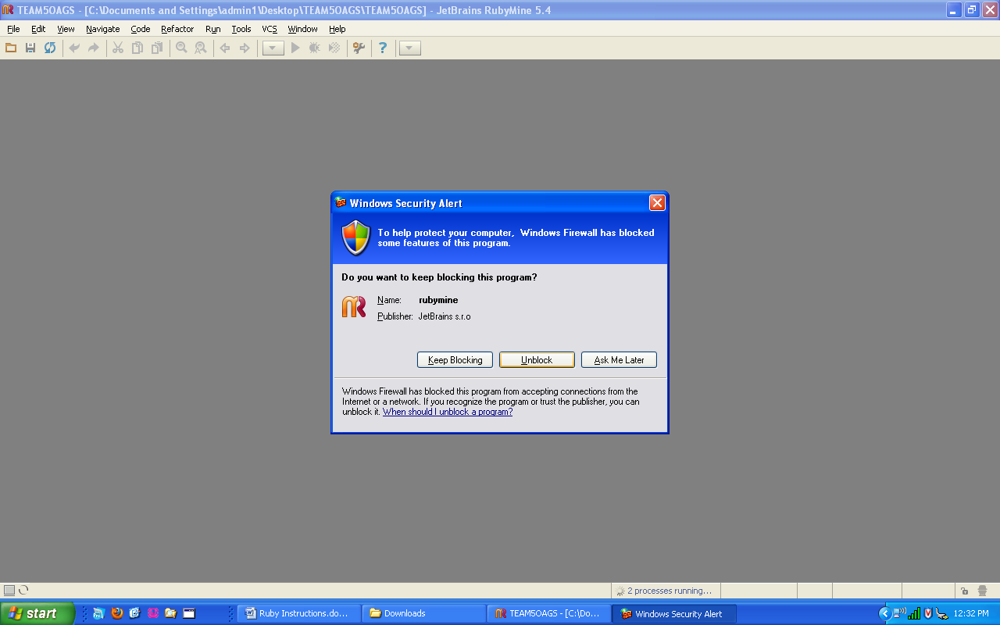 TEAM5OAGS - [C:\Documents and Settings\admin1\Desktop\TEAM5OAGS\TEAM5OAGS] - JetBrains RubyMine 5.4
File Edit View Navigate Code Refactor Run Tools VCS Window Help
Windows Security Alert
To help protect your computer, Windows Firewall has blocked
some features of this program.
Do you want to keep blocking this program?
Name: rubymine
Publisher: JetBrains s.r.o
Keep Blocking Unblock Ask Me Later
Windows Firewall has blocked this program from accepting connections from the
Internet or a network. If you recognize the program or trust the publisher, you can
unblock it. When should I unblock a program?
2 processes running...
start Ruby Instructions.do... Downloads TEAM5OAGS - [C:\Do... Windows Security Alert 12:32 PM